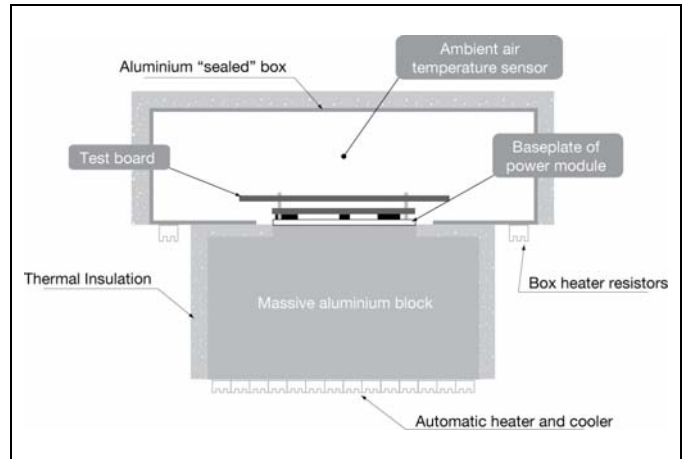 Ambient air
temperature sensor
Aluminium “sealed” box
Test board
Baseplate of
power module
Thermal Insulation
Massive aluminium block
Box heater resistors
Automatic heater and cooler